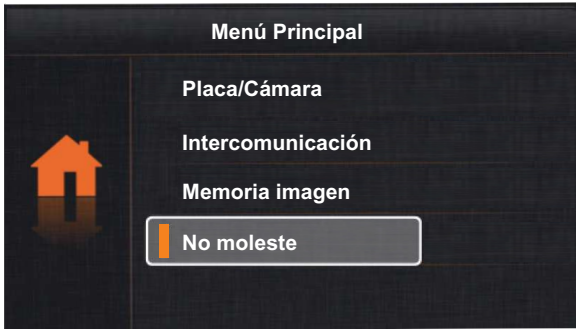 Menú Principal
Placa/Cámara
Intercomunicación
Memoria imagen
No moleste